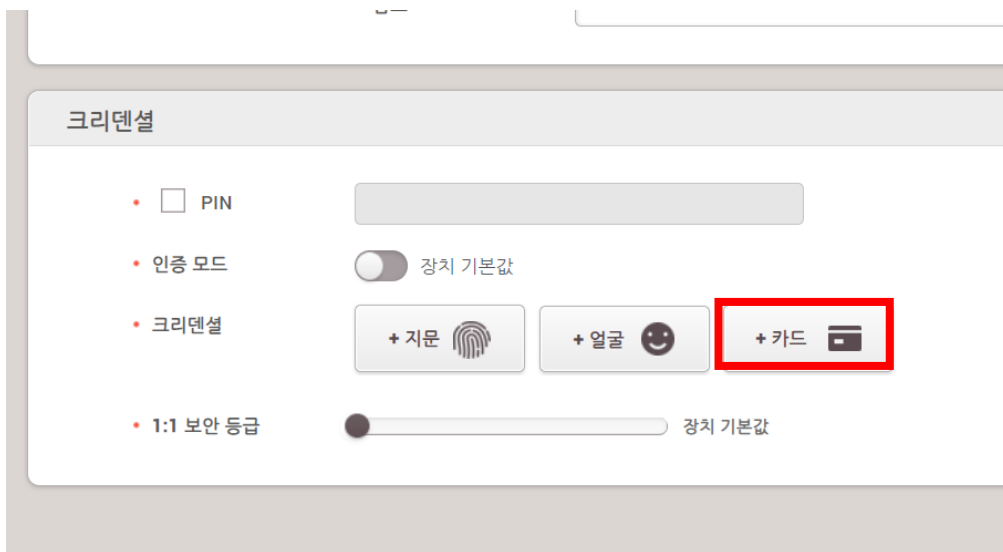 크리덴셜
PIN
인증 모드 장치 기본값
크리덴셜 + 지문 + 얼굴 + 카드
1:1 보안 등급 장치 기본값